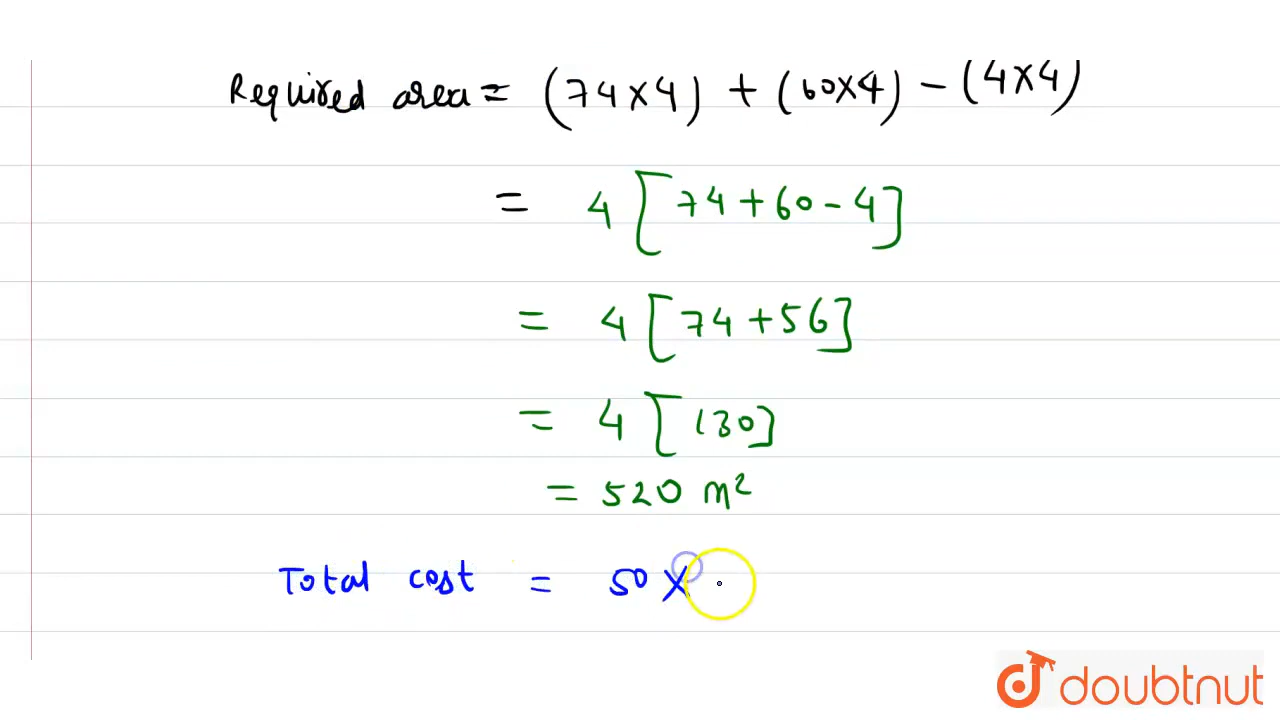 Required area = (74×4) + (60×4) - (4×4)
= 4 [74+60-4]
= 4 [74+56]
= 4 [130]
= 520 m²
Total cost = 50 ×
doubtnut